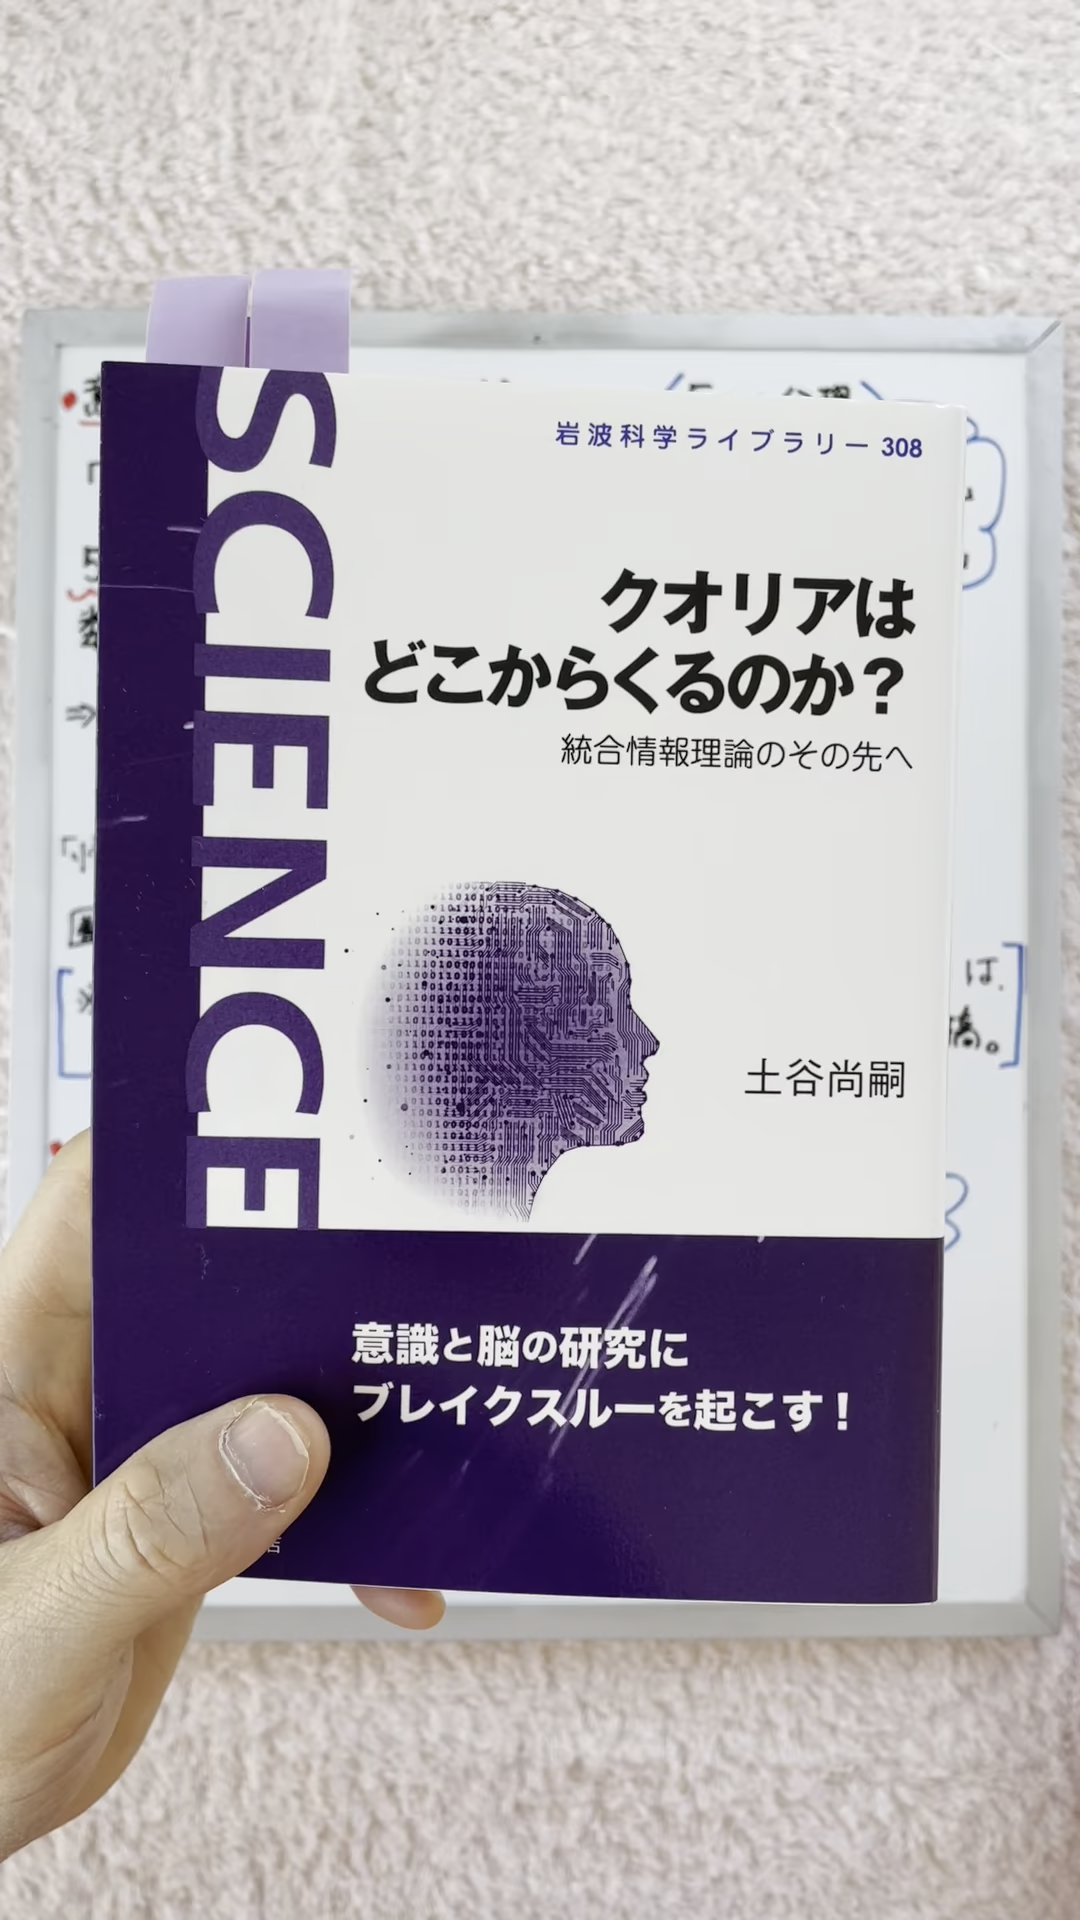 SCIENCE
岩波科学ライブラリー 308
クオリアは
どこからくるのか？
統合情報理論のその先へ
土谷尚嗣
意識と脳の研究に
ブレイクスルーを起こす！
は、